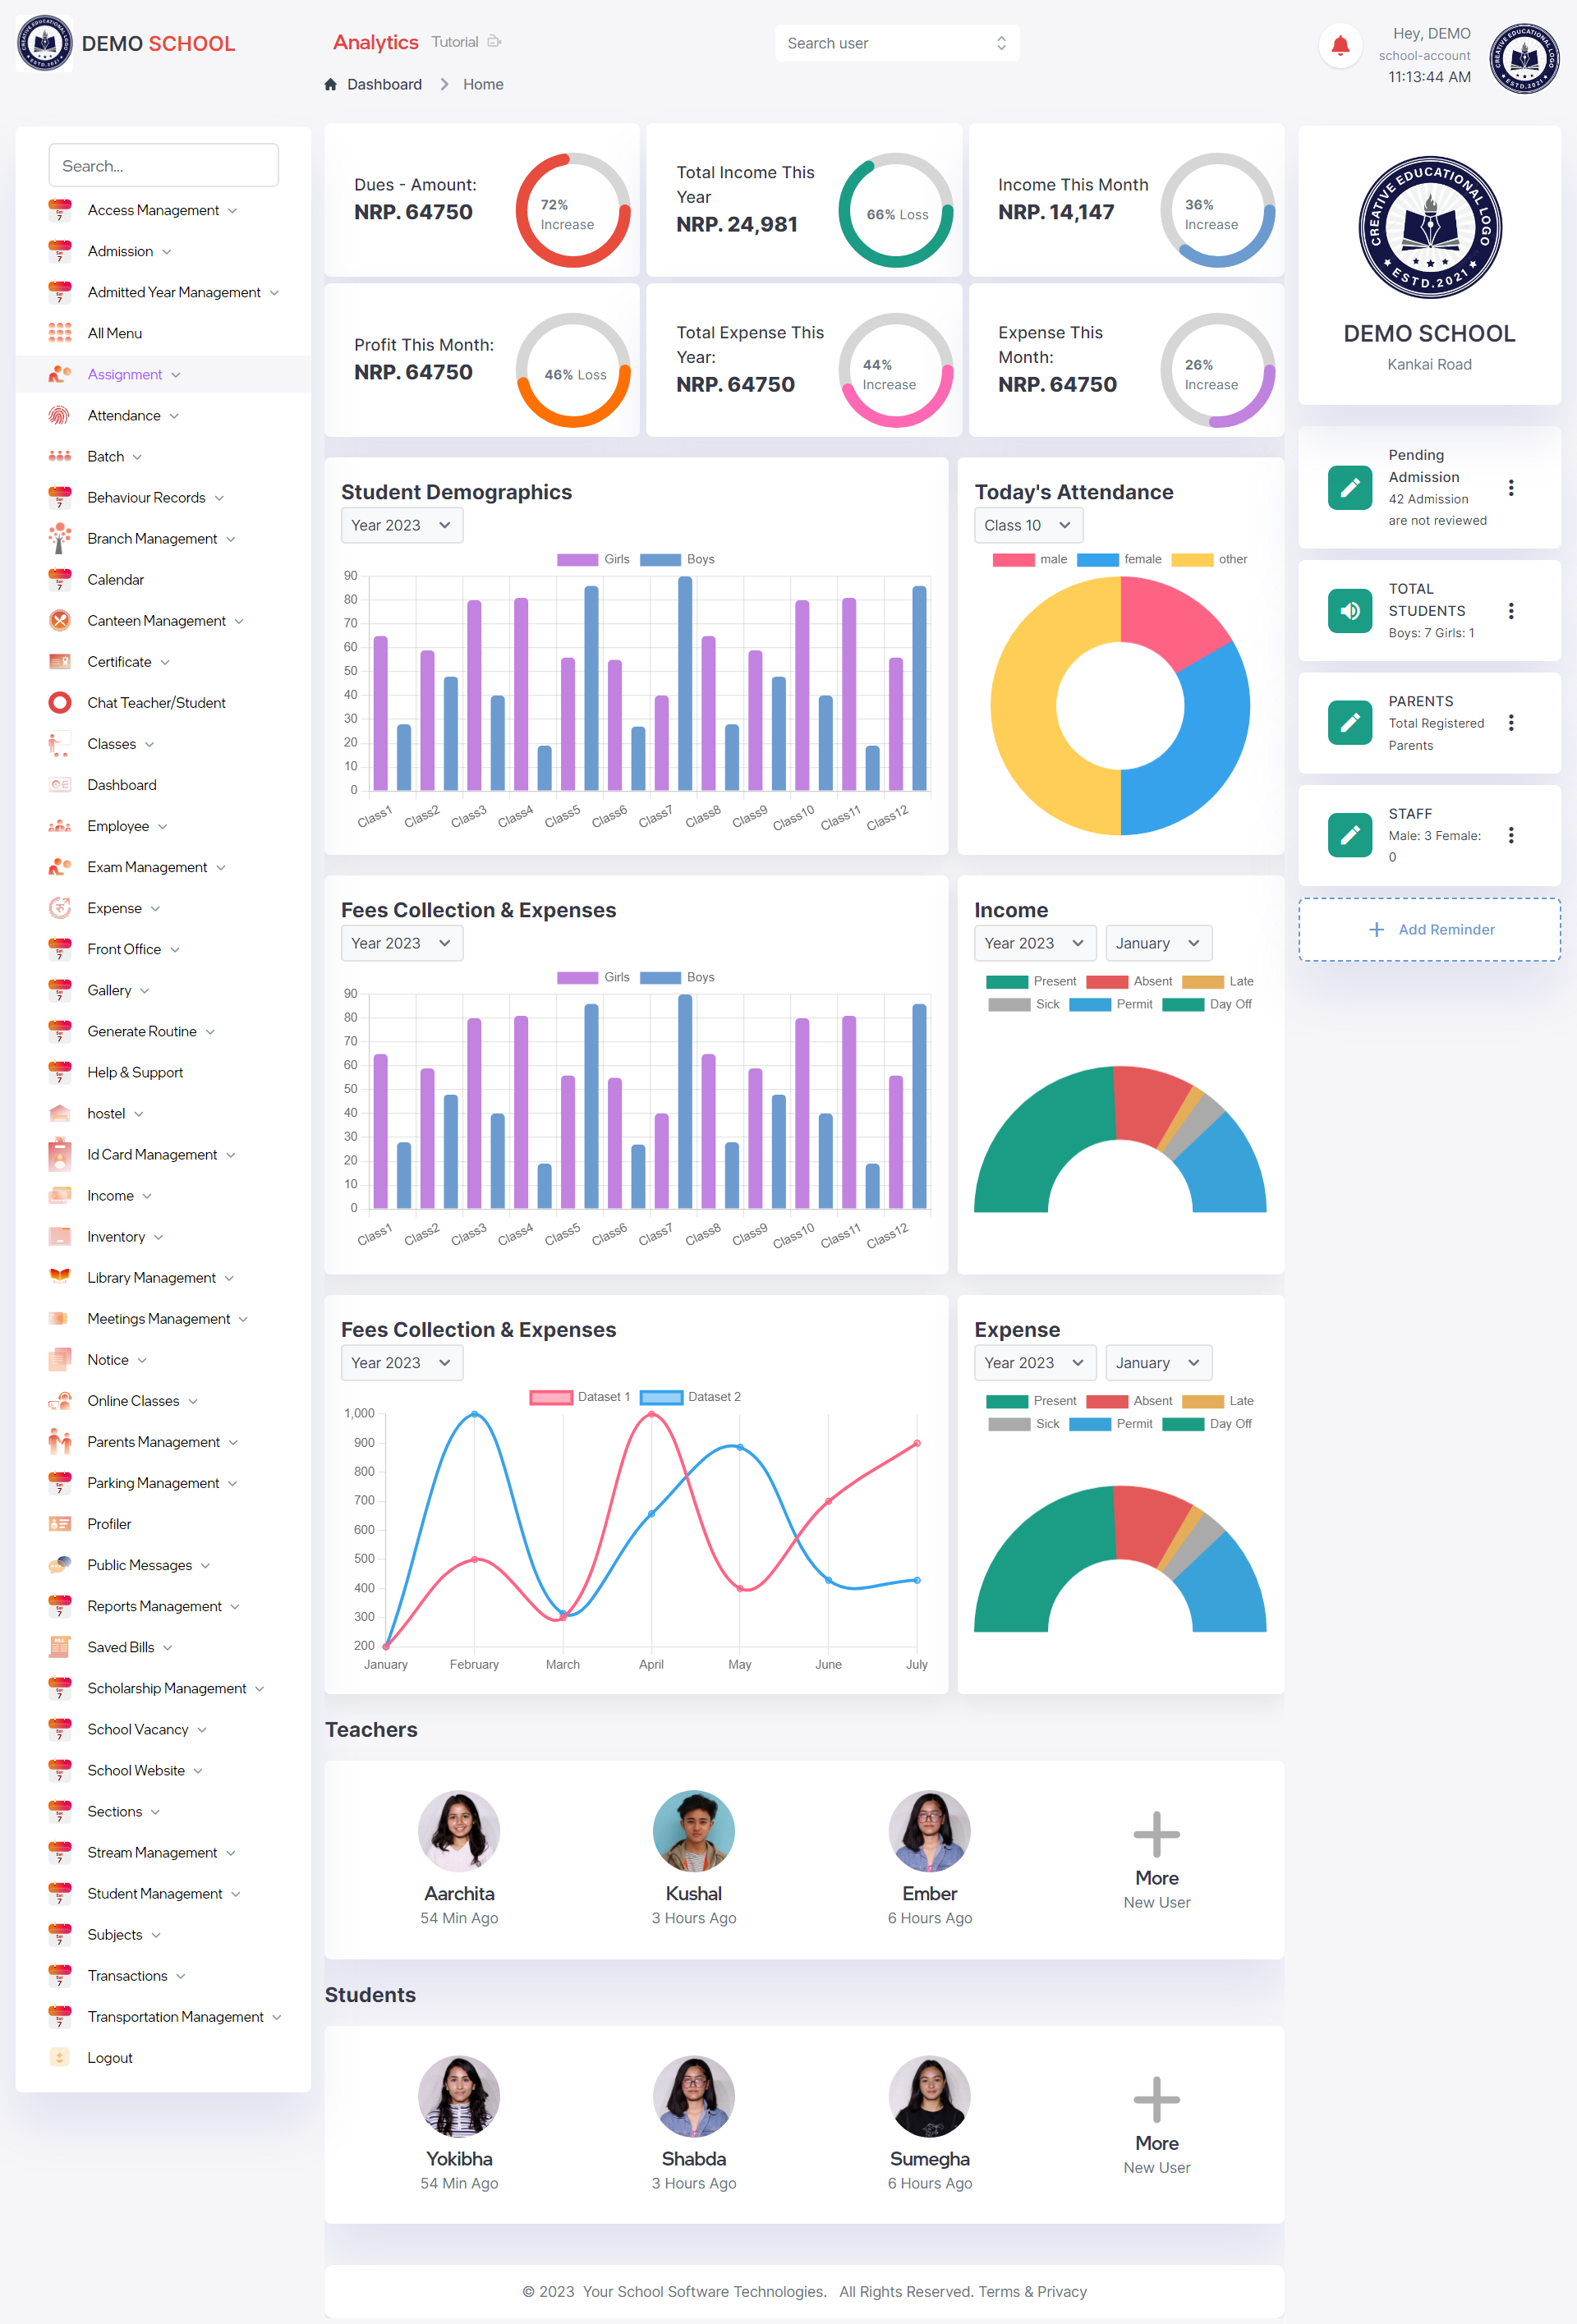 DEMO SCHOOL
Analytics Tutorial
Search user
Hey, DEMO
school-account
11:13:44 AM
Dashboard Home
Search...
Access Management
Admission
Admitted Year Management
All Menu
Assignment
Attendance
Batch
Behaviour Records
Branch Management
Calendar
Canteen Management
Certificate
Chat Teacher/Student
Classes
Dashboard
Employee
Exam Management
Expense
Front Office
Gallery
Generate Routine
Help & Support
hostel
Id Card Management
Income
Inventory
Library Management
Meetings Management
Notice
Online Classes
Parents Management
Parking Management
Profiler
Public Messages
Reports Management
Saved Bills
Scholarship Management
School Vacancy
School Website
Sections
Stream Management
Student Management
Subjects
Transactions
Transportation Management
Logout
Dues - Amount:
NRP. 64750
72%
Increase
Total Income This
Year
NRP. 24,981
66% Loss
Income This Month
NRP. 14,147
36%
Increase
Profit This Month:
NRP. 64750
46% Loss
Total Expense This
Year:
NRP. 64750
44%
Increase
Expense This
Month:
NRP. 64750
26%
Increase
Student Demographics
Year 2023
Girls Boys
90
80
70
60
50
40
30
20
10
0
Class1 Class2 Class3 Class4 Class5 Class6 Class7 Class8 Class9 Class10 Class11 Class12
Today's Attendance
Class 10
male female other
Fees Collection & Expenses
Year 2023
Girls Boys
90
80
70
60
50
40
30
20
10
0
Class1 Class2 Class3 Class4 Class5 Class6 Class7 Class8 Class9 Class10 Class11 Class12
Income
Year 2023 January
Present Absent Late
Sick Permit Day Off
Fees Collection & Expenses
Year 2023
Dataset 1 Dataset 2
1,000
900
800
700
600
500
400
300
200
January February March April May June July
Expense
Year 2023 January
Present Absent Late
Sick Permit Day Off
Teachers
Aarchita
54 Min Ago
Kushal
3 Hours Ago
Ember
6 Hours Ago
More
New User
Students
Yokibha
54 Min Ago
Shabda
3 Hours Ago
Sumegha
6 Hours Ago
More
New User
© 2023 Your School Software Technologies. All Rights Reserved. Terms & Privacy
CREATIVE EDUCATIONAL LOGO
ESTD.2021
DEMO SCHOOL
Kankai Road
Pending
Admission
42 Admission
are not reviewed
TOTAL
STUDENTS
Boys: 7 Girls: 1
PARENTS
Total Registered
Parents
STAFF
Male: 3 Female:
0
Add Reminder